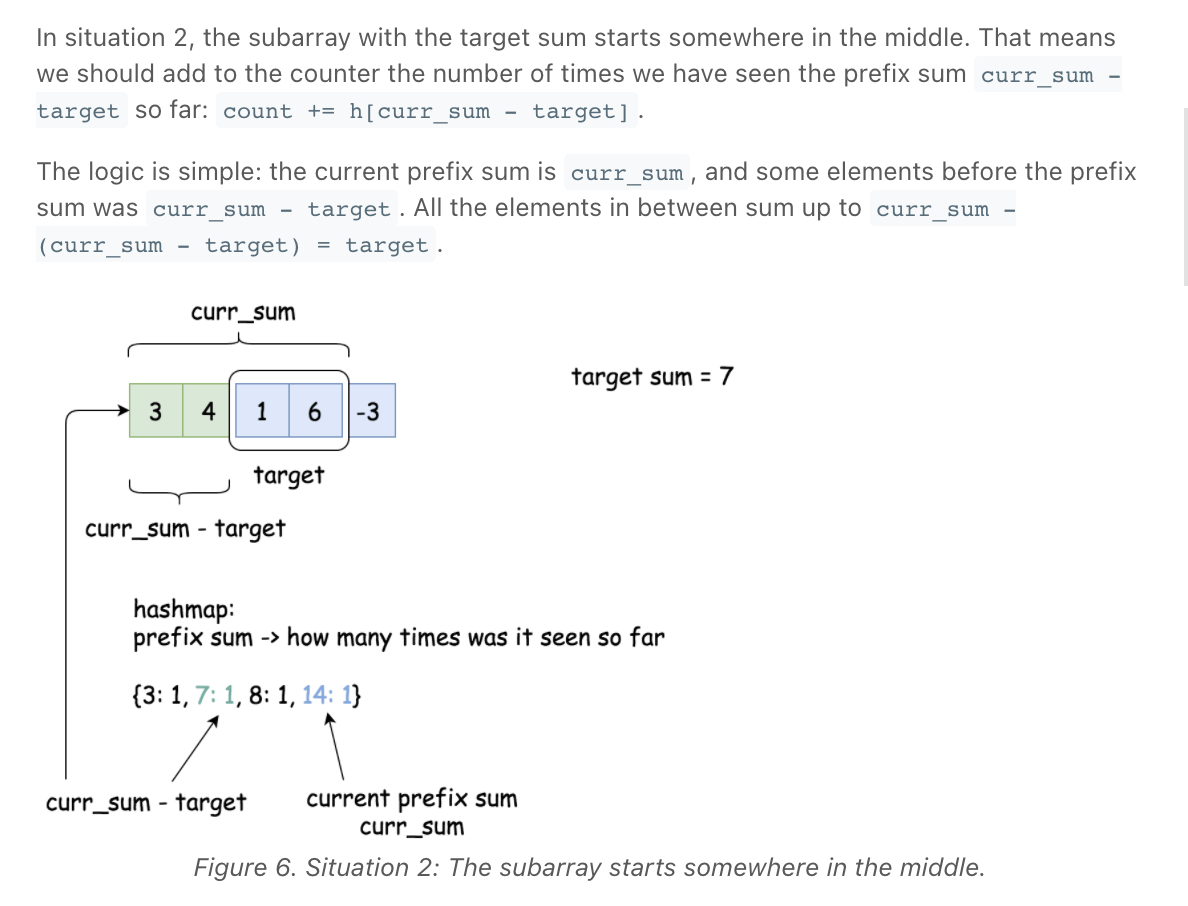 In situation 2, the subarray with the target sum starts somewhere in the middle. That means
we should add to the counter the number of times we have seen the prefix sum curr_sum -
target so far: count += h[curr_sum - target].
The logic is simple: the current prefix sum is curr_sum, and some elements before the prefix
sum was curr_sum - target. All the elements in between sum up to curr_sum -
(curr_sum - target) = target.
curr_sum
target sum = 7
3 4 1 6 -3
target
curr_sum - target
hashmap:
prefix sum -> how many times was it seen so far
{3: 1, 7: 1, 8: 1, 14: 1}
curr_sum - target
current prefix sum
curr_sum
Figure 6. Situation 2: The subarray starts somewhere in the middle.